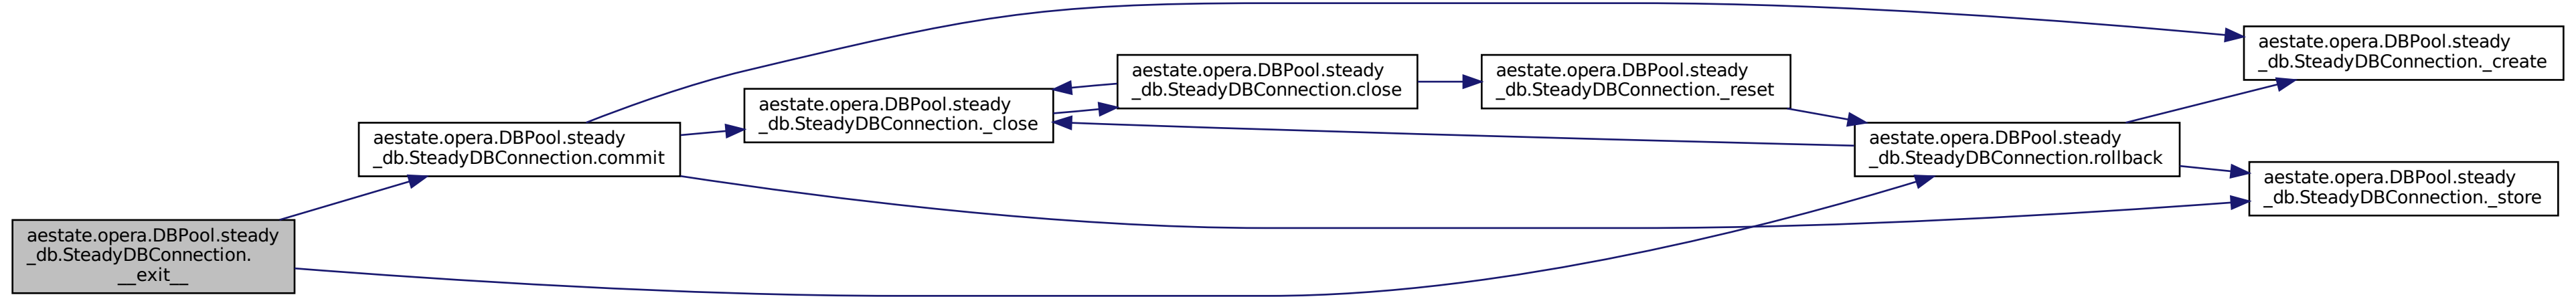 aestate.opera.DBPool.steady
_db.SteadyDBConnection.
__exit__
aestate.opera.DBPool.steady
_db.SteadyDBConnection.commit
aestate.opera.DBPool.steady
_db.SteadyDBConnection._close
aestate.opera.DBPool.steady
_db.SteadyDBConnection.close
aestate.opera.DBPool.steady
_db.SteadyDBConnection._reset
aestate.opera.DBPool.steady
_db.SteadyDBConnection.rollback
aestate.opera.DBPool.steady
_db.SteadyDBConnection._create
aestate.opera.DBPool.steady
_db.SteadyDBConnection._store